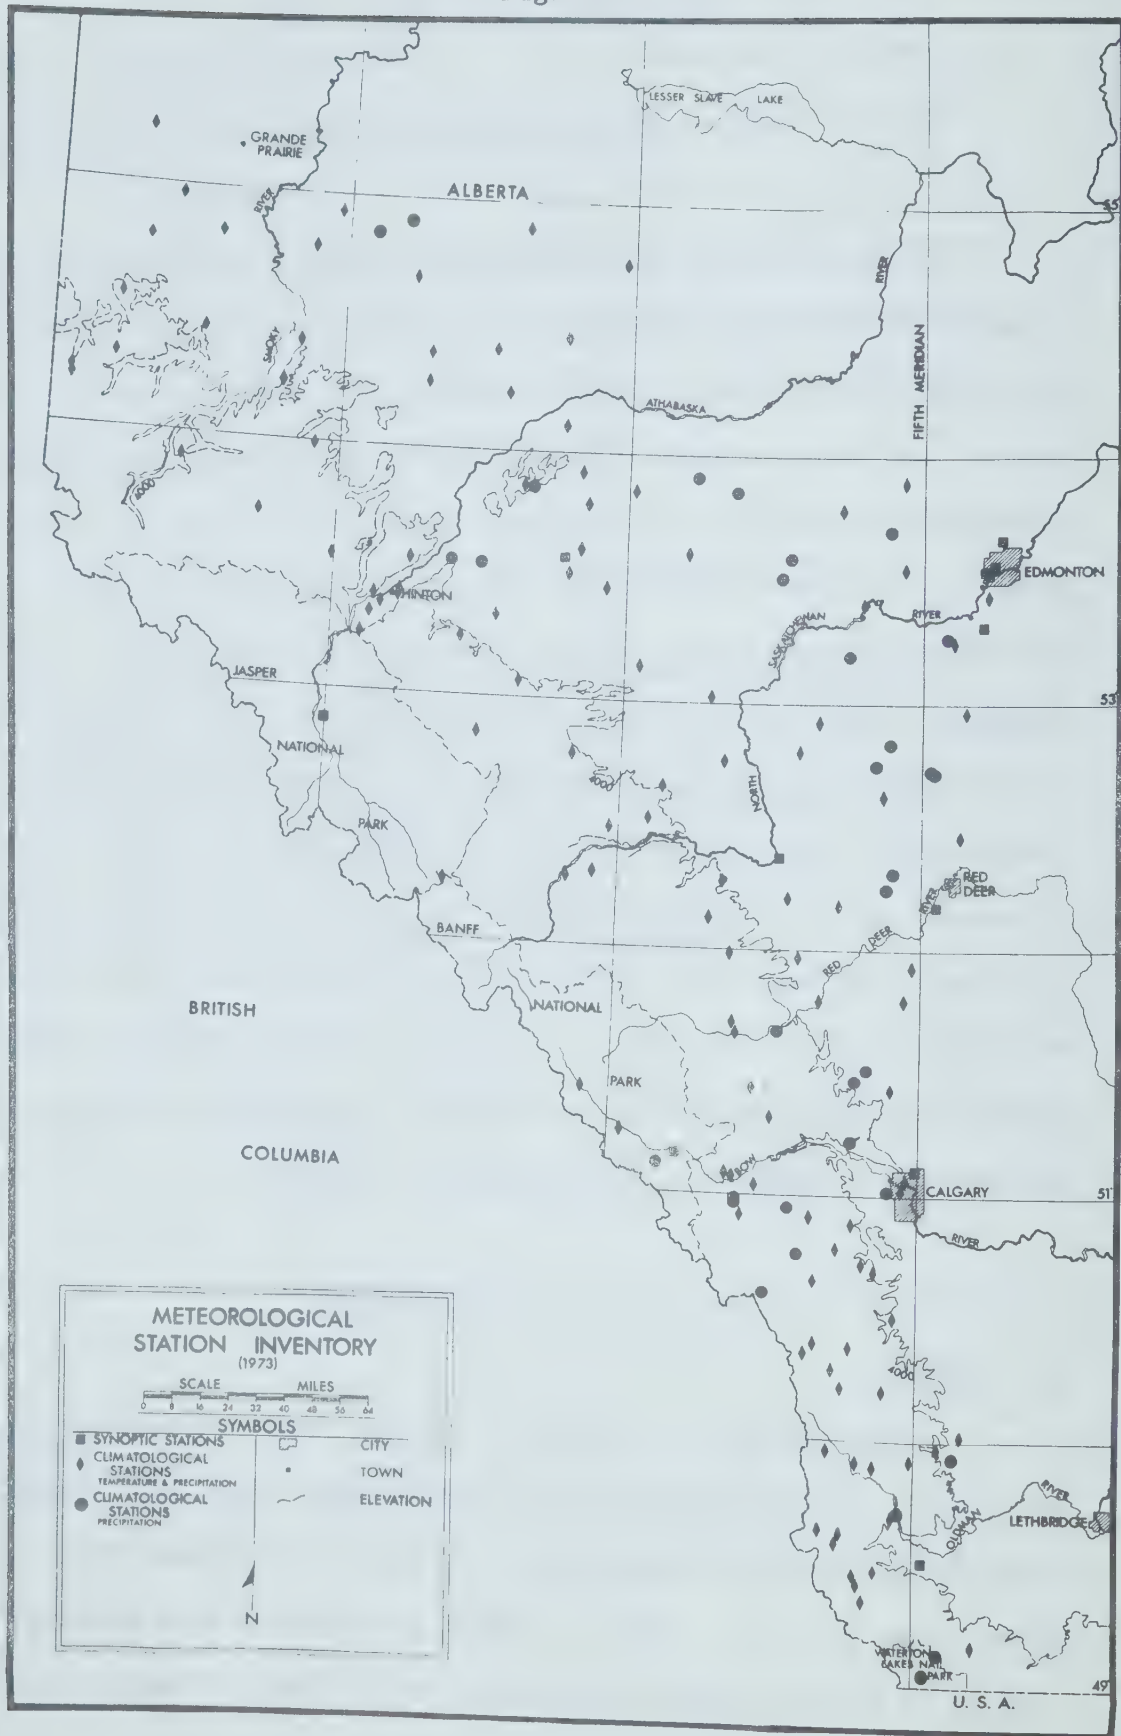 LESSER SLAVE LAKE
GRANDE
PRAIRIE
ALBERTA
RIVER
55
RIVER
SMOKY
FIFTH MERIDIAN
ATHABASKA
4000
EDMONTON
HINTON
SASKATCHEWAN
RIVER
JASPER
53
NATIONAL
4000
NORTH
PARK
RED
DEER
RIVER
BANFF
DEER
RED
BRITISH
NATIONAL
PARK
COLUMBIA
BOW
CALGARY
51
RIVER
4000
RIVER
OLDMAN
LETHBRIDGE
WATERTON
LAKES NAT.
PARK
49
U. S. A.
METEOROLOGICAL
STATION INVENTORY
(1973)
SCALE MILES
0 8 16 24 32 40 48 56 64
SYMBOLS
SYNOPTIC STATIONS
CITY
CLIMATOLOGICAL
STATIONS
TEMPERATURE & PRECIPITATION
TOWN
CLIMATOLOGICAL
STATIONS
PRECIPITATION
ELEVATION
N